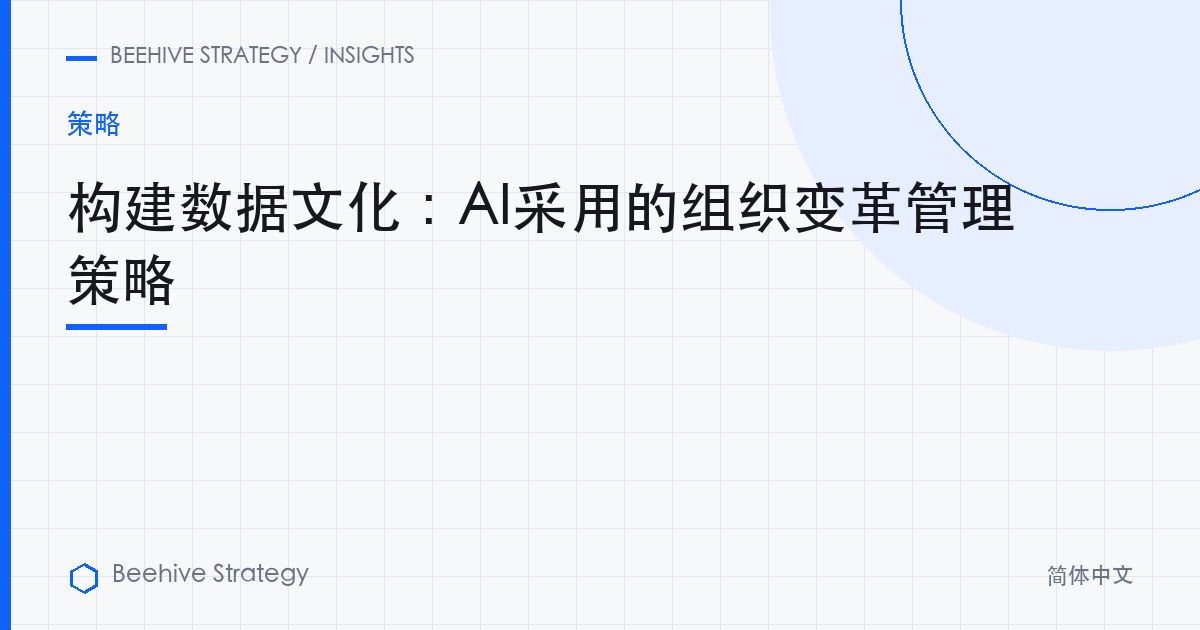 BEEHIVE STRATEGY / INSIGHTS
策略
构建数据文化：AI采用的组织变革管理
策略
Beehive Strategy
简体中文